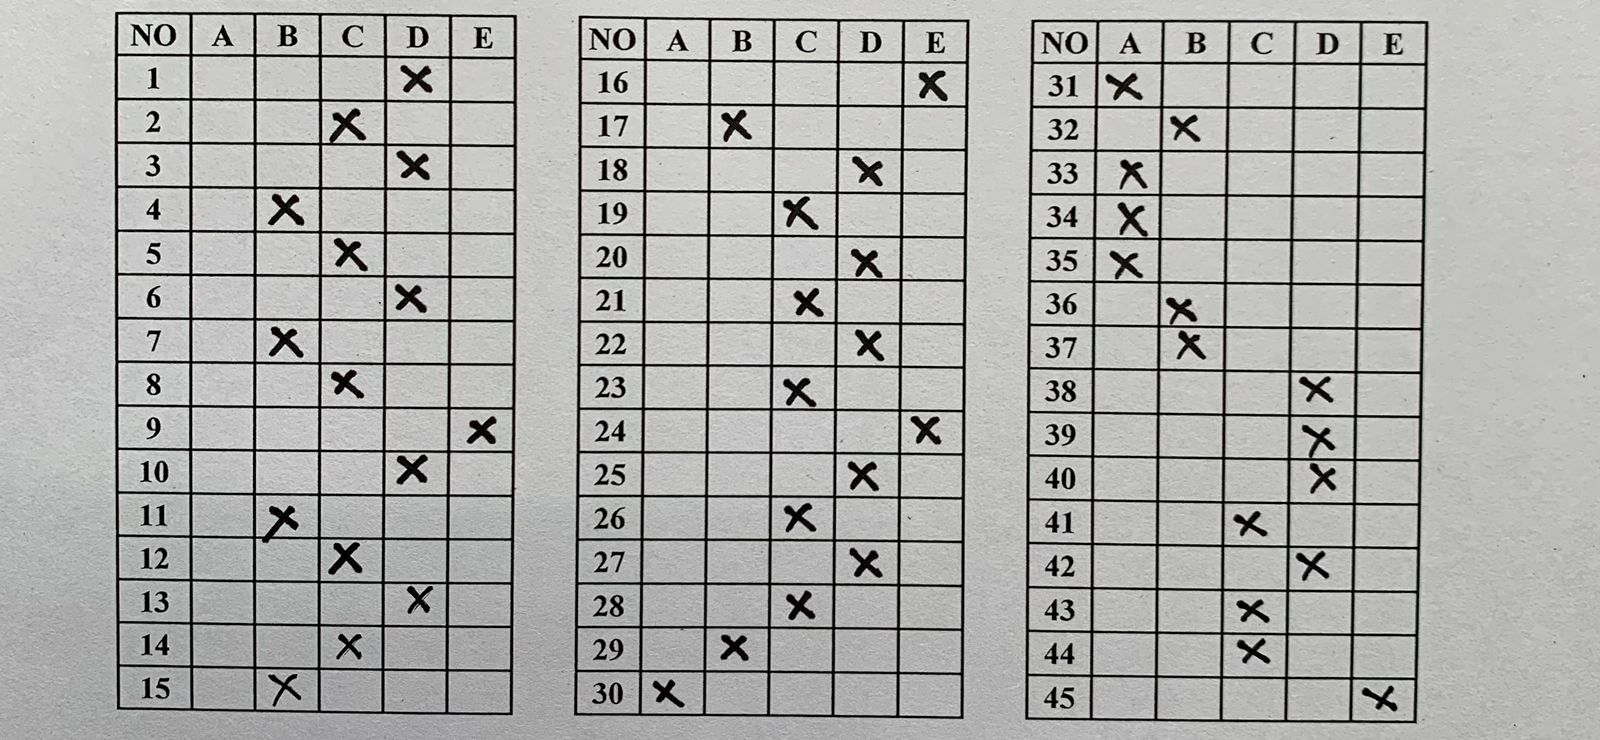 NO A B C D E
1 X
2 X
3 X
4 X
5 X
6 X
7 X
8 X
9 X
10 X
11 X
12 X
13 X
14 X
15 X
NO A B C D E
16 X
17 X
18 X
19 X
20 X
21 X
22 X
23 X
24 X
25 X
26 X
27 X
28 X
29 X
30 X
NO A B C D E
31 X
32 X
33 X
34 X
35 X
36 X
37 X
38 X
39 X
40 X
41 X
42 X
43 X
44 X
45 X